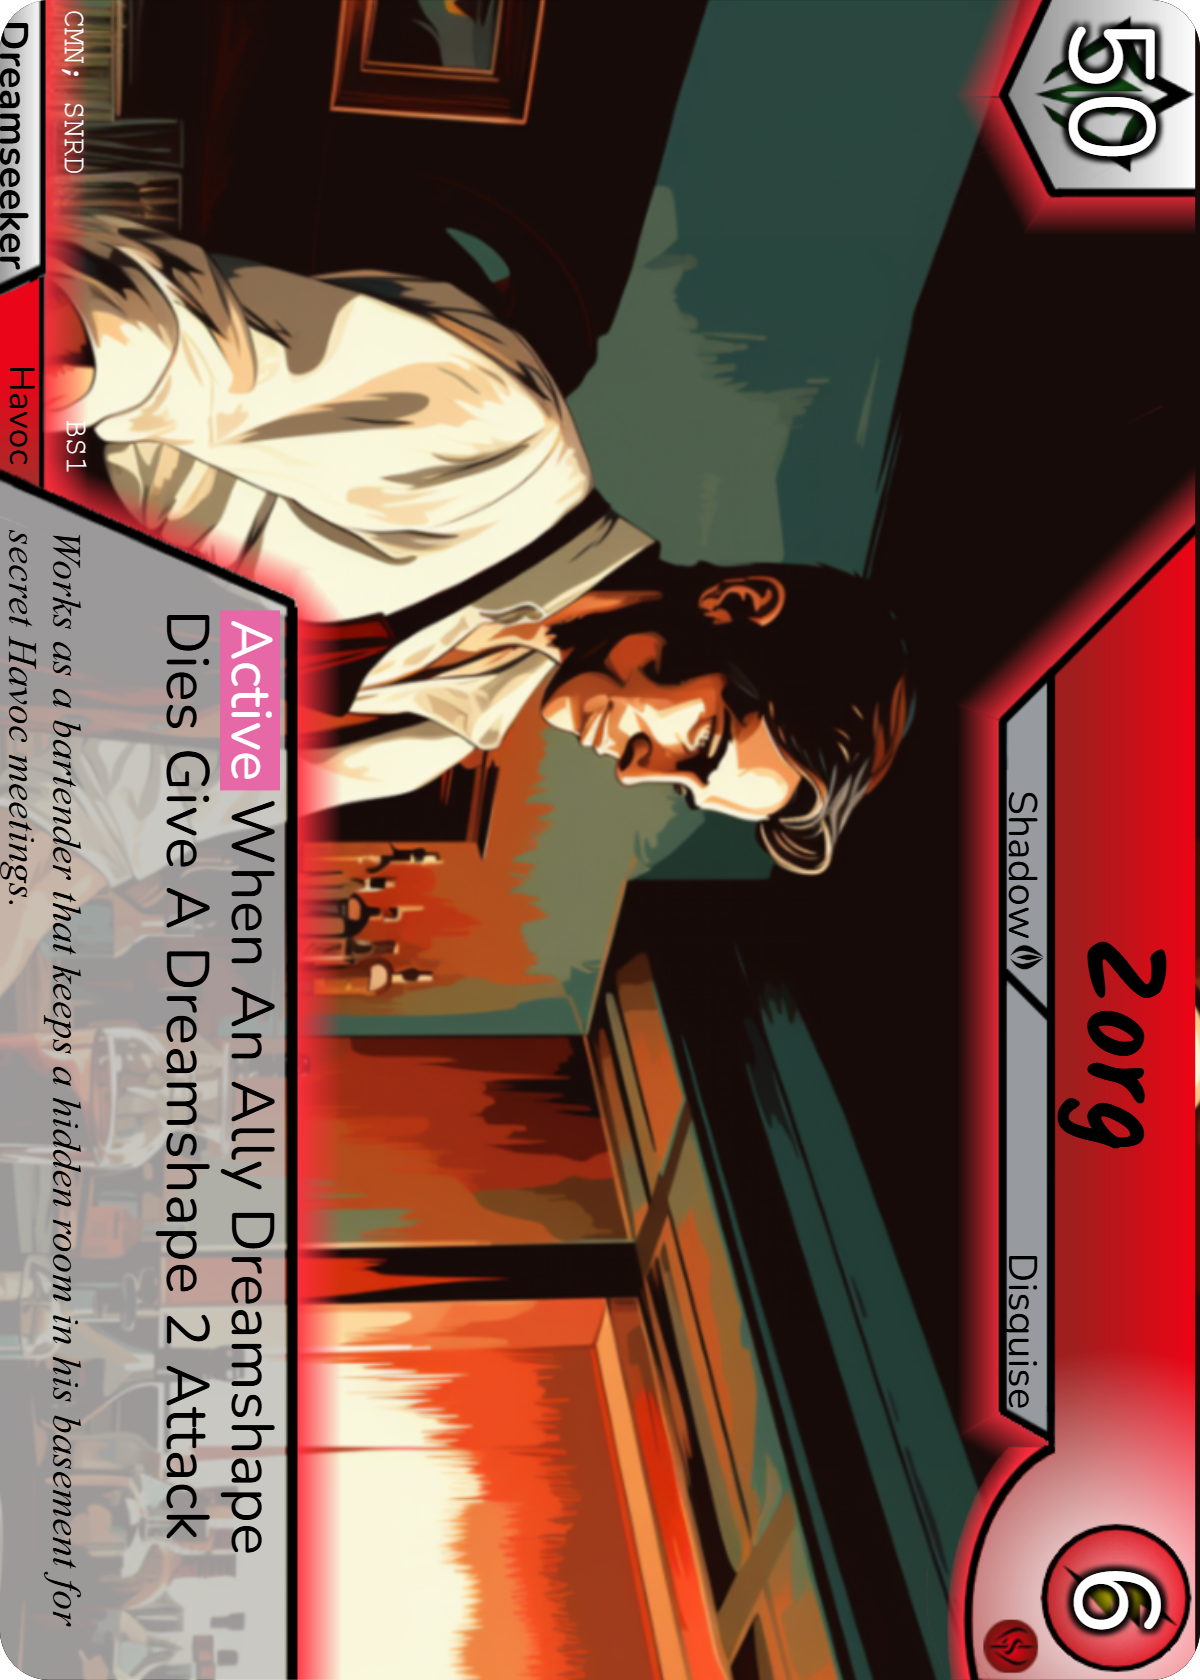 50
Zorg
6
Shadow
Disquise
CMN; SNRD
BS1
Dreamseeker
Havoc
Active When An Ally Dreamshape
Dies Give A Dreamshape 2 Attack
Works as a bartender that keeps a hidden room in his basement for
secret Havoc meetings.